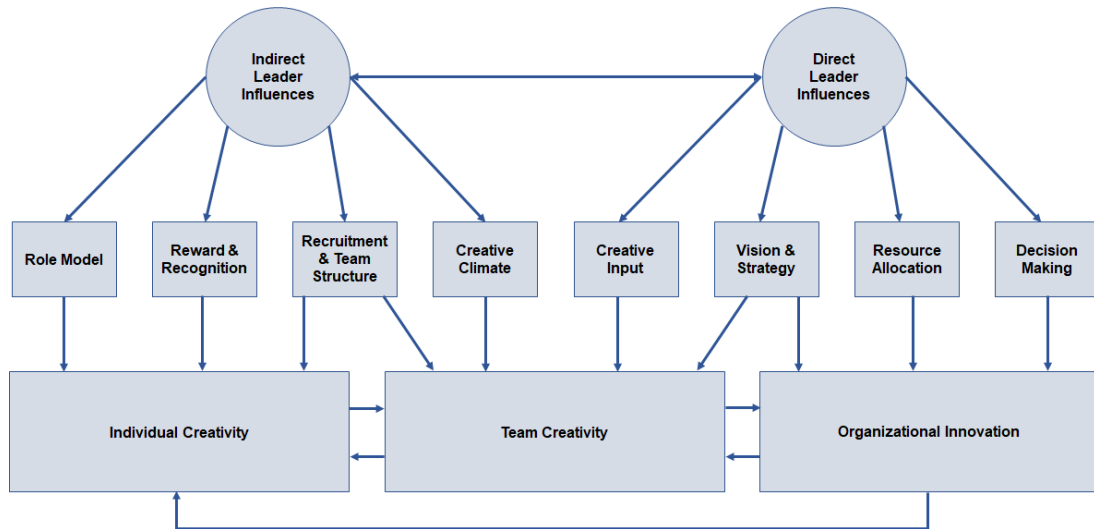 Indirect
Leader
Influences
Direct
Leader
Influences
Role Model
Reward &
Recognition
Recruitment
& Team
Structure
Creative
Climate
Creative
Input
Vision &
Strategy
Resource
Allocation
Decision
Making
Individual Creativity
Team Creativity
Organizational Innovation